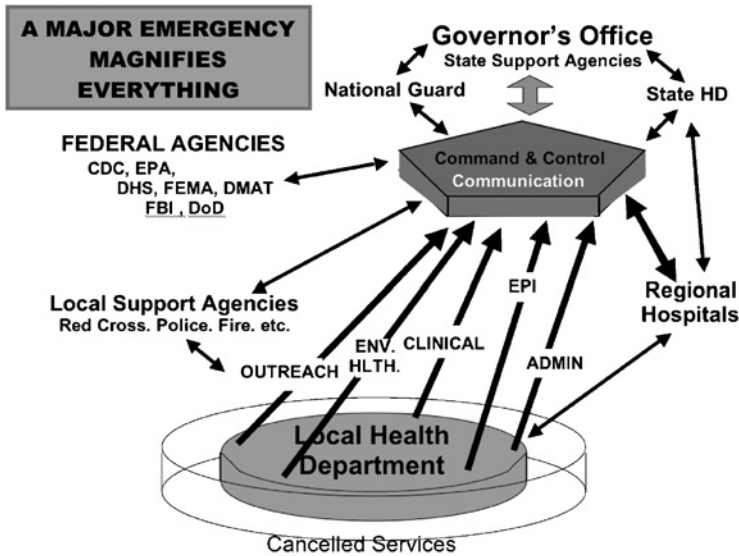 A MAJOR EMERGENCY
MAGNIFIES
EVERYTHING
Governor's Office
State Support Agencies
National Guard
State HD
FEDERAL AGENCIES
CDC, EPA,
DHS, FEMA, DMAT
FBI , DoD
Command & Control
Communication
Local Support Agencies
Red Cross. Police. Fire. etc.
Regional
Hospitals
EPI
ENV.
HLTH.
CLINICAL
OUTREACH
ADMIN
Local Health
Department
Cancelled Services